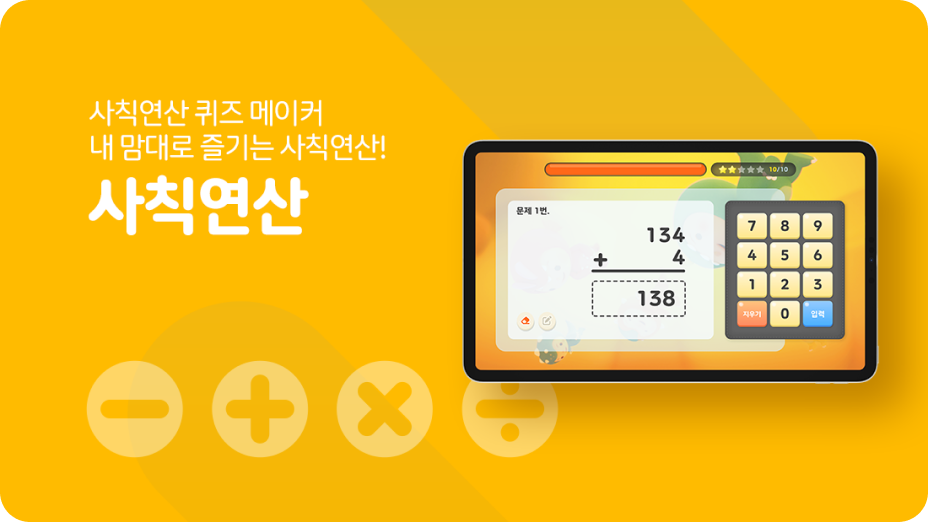 사칙연산 퀴즈 메이커
내 맘대로 즐기는 사칙연산!
사칙연산
10/10
문제 1번.
134
+ 4
138
7 8 9
4 5 6
1 2 3
지우기 0 입력
− + × ÷